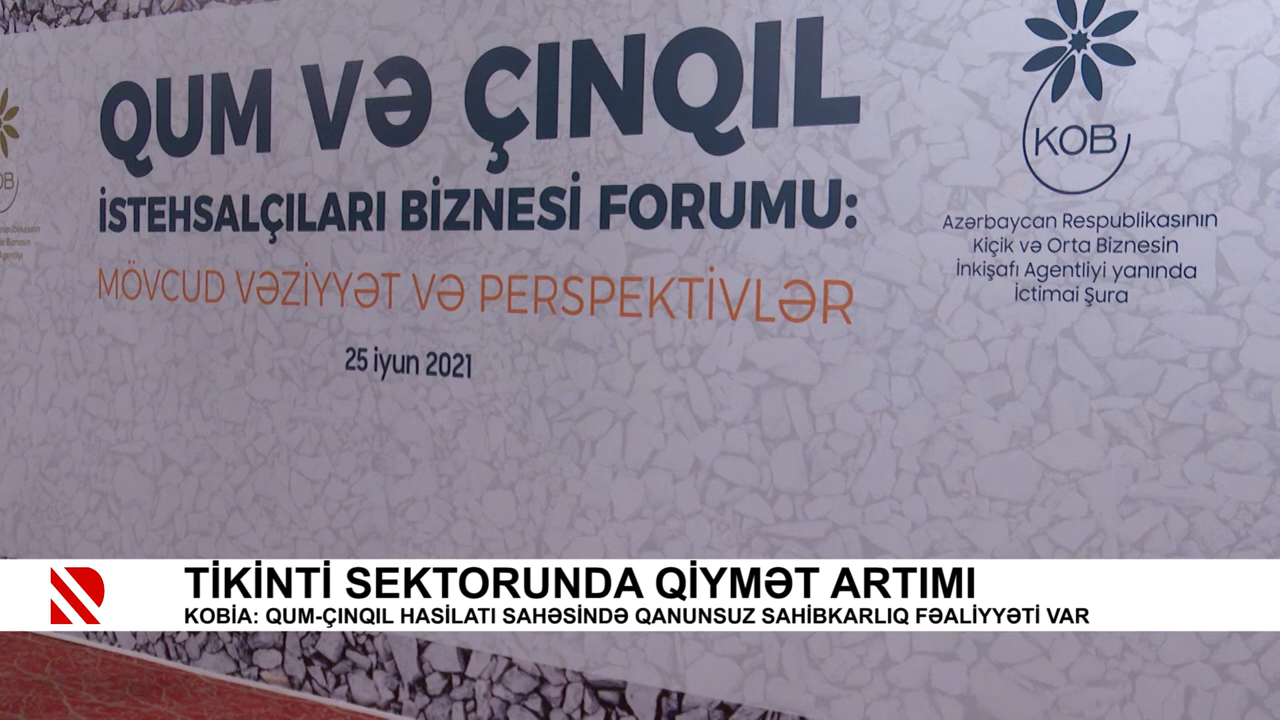 QUM VƏ ÇINQIL
İSTEHSALÇILARI BİZNESİ FORUMU:
MÖVCUD VƏZİYYƏT VƏ PERSPEKTİVLƏR
25 iyun 2021
KOB
Azərbaycan Respublikasının
Kiçik və Orta Biznesin
İnkişafı Agentliyi yanında
İctimai Şura
TİKİNTİ SEKTORUNDA QİYMƏT ARTIMI
KOBİA: QUM-ÇINQIL HASİLATI SAHƏSİNDƏ QANUNSUZ SAHİBKARLIQ FƏALİYYƏTİ VAR